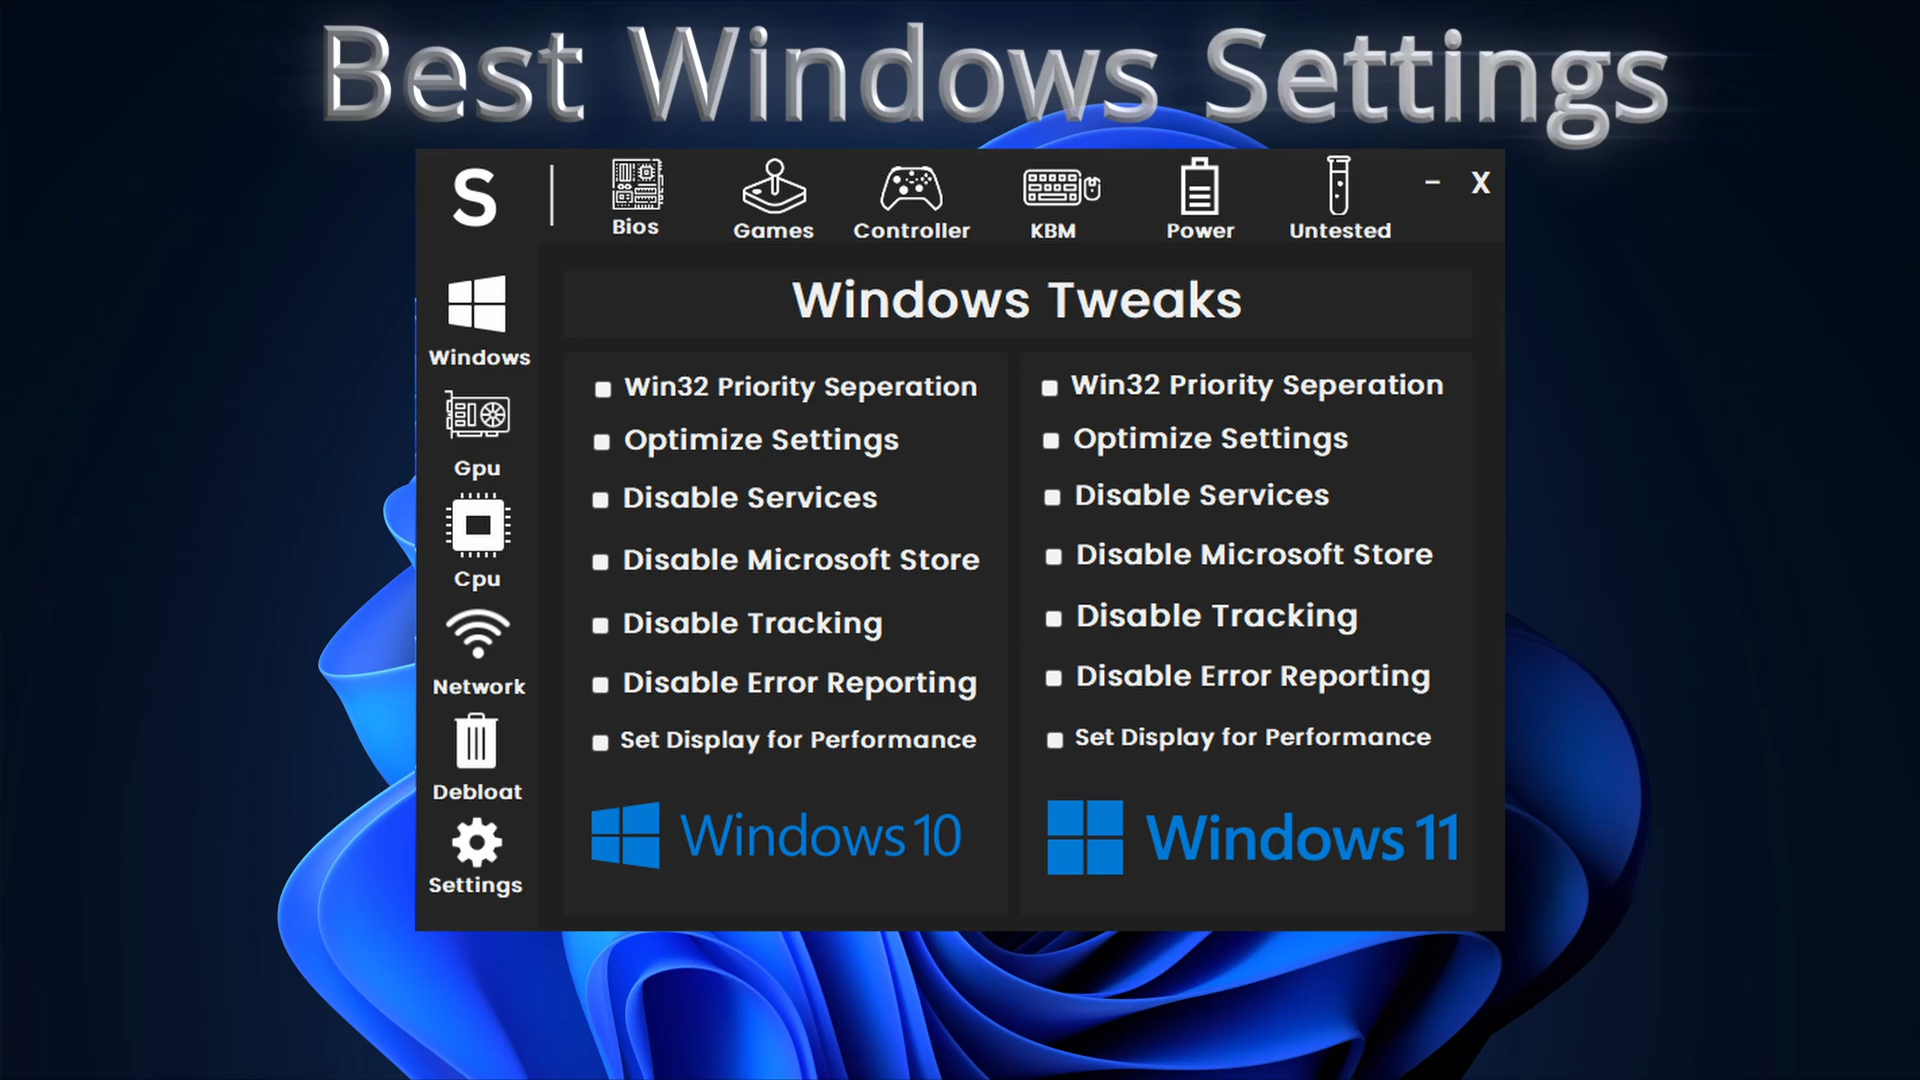 Best Windows Settings
S
Bios
Games
Controller
KBM
Power
Untested
– X
Windows
Gpu
Cpu
Network
Debloat
Settings
Windows Tweaks
Win32 Priority Seperation
Optimize Settings
Disable Services
Disable Microsoft Store
Disable Tracking
Disable Error Reporting
Set Display for Performance
Windows 10
Win32 Priority Seperation
Optimize Settings
Disable Services
Disable Microsoft Store
Disable Tracking
Disable Error Reporting
Set Display for Performance
Windows 11